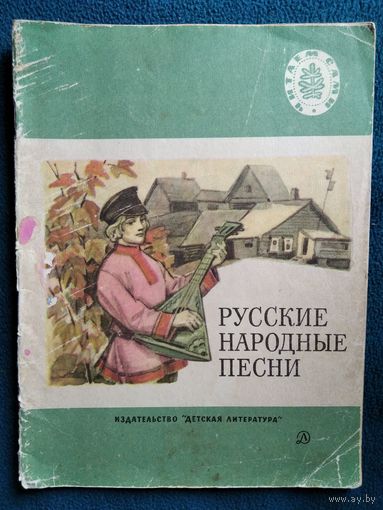 ЧИТАЕМ САМИ
РУССКИЕ
НАРОДНЫЕ
ПЕСНИ
ИЗДАТЕЛЬСТВО "ДЕТСКАЯ ЛИТЕРАТУРА"
Д
www.ay.by